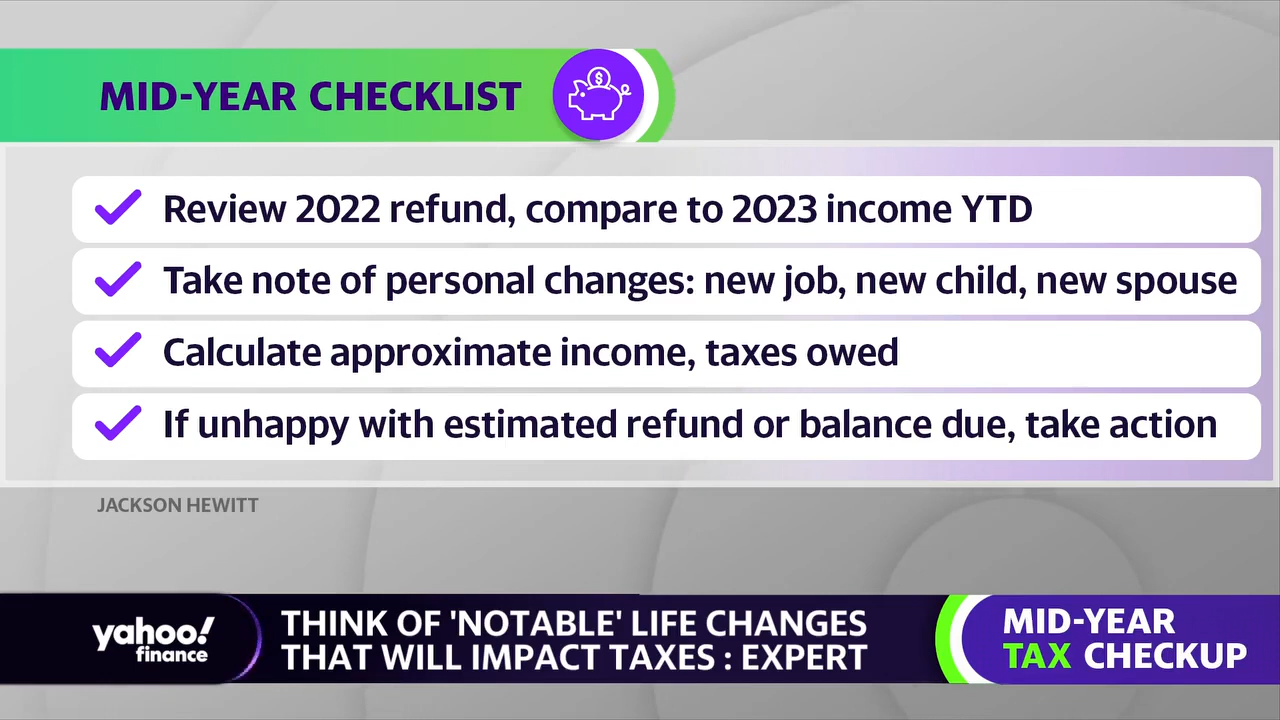 MID-YEAR CHECKLIST
$
Review 2022 refund, compare to 2023 income YTD
Take note of personal changes: new job, new child, new spouse
Calculate approximate income, taxes owed
If unhappy with estimated refund or balance due, take action
JACKSON HEWITT
yahoo!
finance
THINK OF 'NOTABLE' LIFE CHANGES
THAT WILL IMPACT TAXES : EXPERT
MID-YEAR
TAX CHECKUP